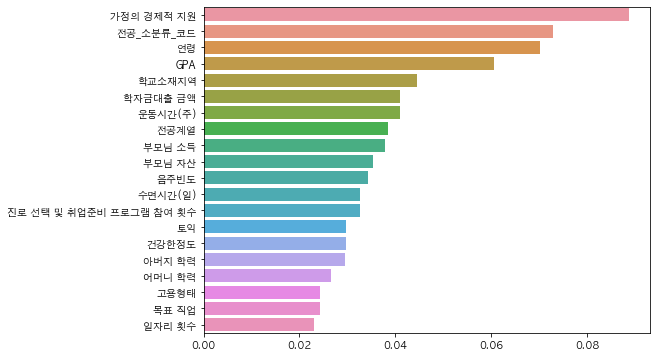 가정의 경제적 지원
전공_소분류_코드
연령
GPA
학교소재지역
학자금대출 금액
운동시간(주)
전공계열
부모님 소득
부모님 자산
음주빈도
수면시간(일)
진로 선택 및 취업준비 프로그램 참여 횟수
토익
건강한정도
아버지 학력
어머니 학력
고용형태
목표 직업
일자리 횟수
0.00 0.02 0.04 0.06 0.08